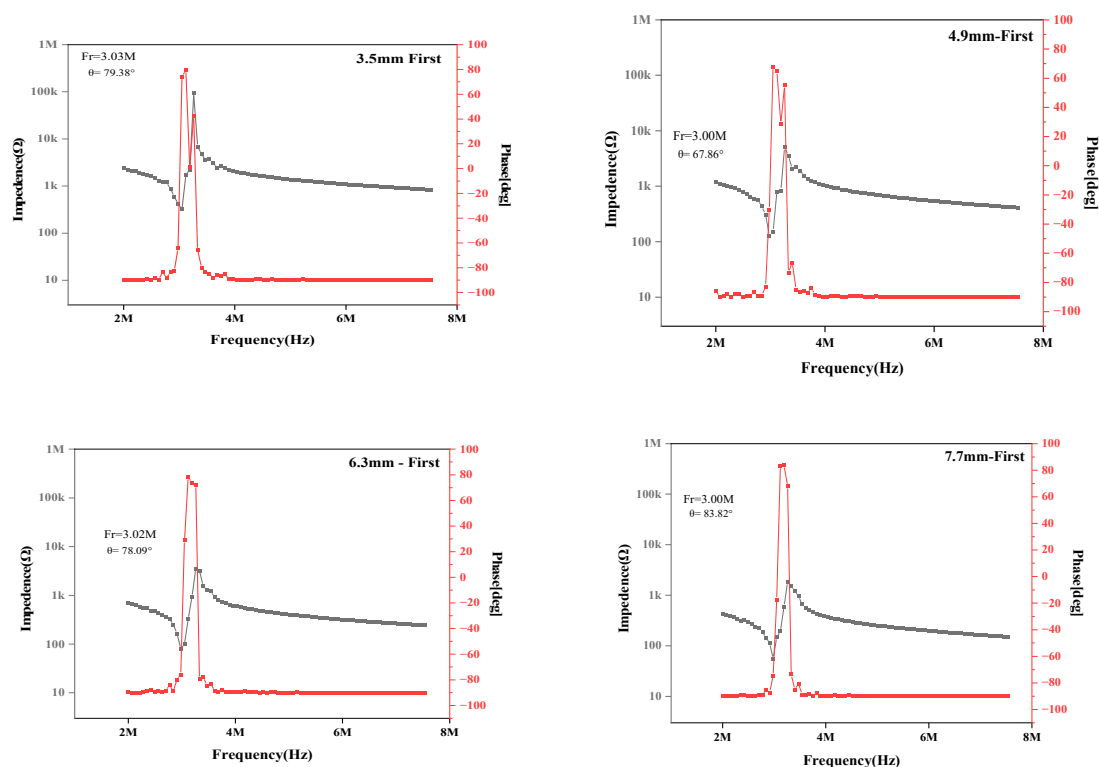 3.5mm First
Fr=3.03M
θ= 79.38°
1M
100k
10k
1k
100
10
Impedence(Ω)
100
80
60
40
20
0
−20
−40
−60
−80
−100
Phase[deg]
2M 4M 6M 8M
Frequency(Hz)
4.9mm-First
Fr=3.00M
θ= 67.86°
1M
100k
10k
1k
100
10
Impedence(Ω)
100
80
60
40
20
0
−20
−40
−60
−80
−100
Phase[deg]
2M 4M 6M 8M
Frequency(Hz)
6.3mm - First
Fr=3.02M
θ= 78.09°
1M
100k
10k
1k
100
10
Impedence(Ω)
100
80
60
40
20
0
−20
−40
−60
−80
−100
Phase[deg]
2M 4M 6M 8M
Frequency(Hz)
7.7mm-First
Fr=3.00M
θ= 83.82°
1M
100k
10k
1k
100
10
Impedence(Ω)
100
80
60
40
20
0
−20
−40
−60
−80
−100
Phase[deg]
2M 4M 6M 8M
Frequency(Hz)